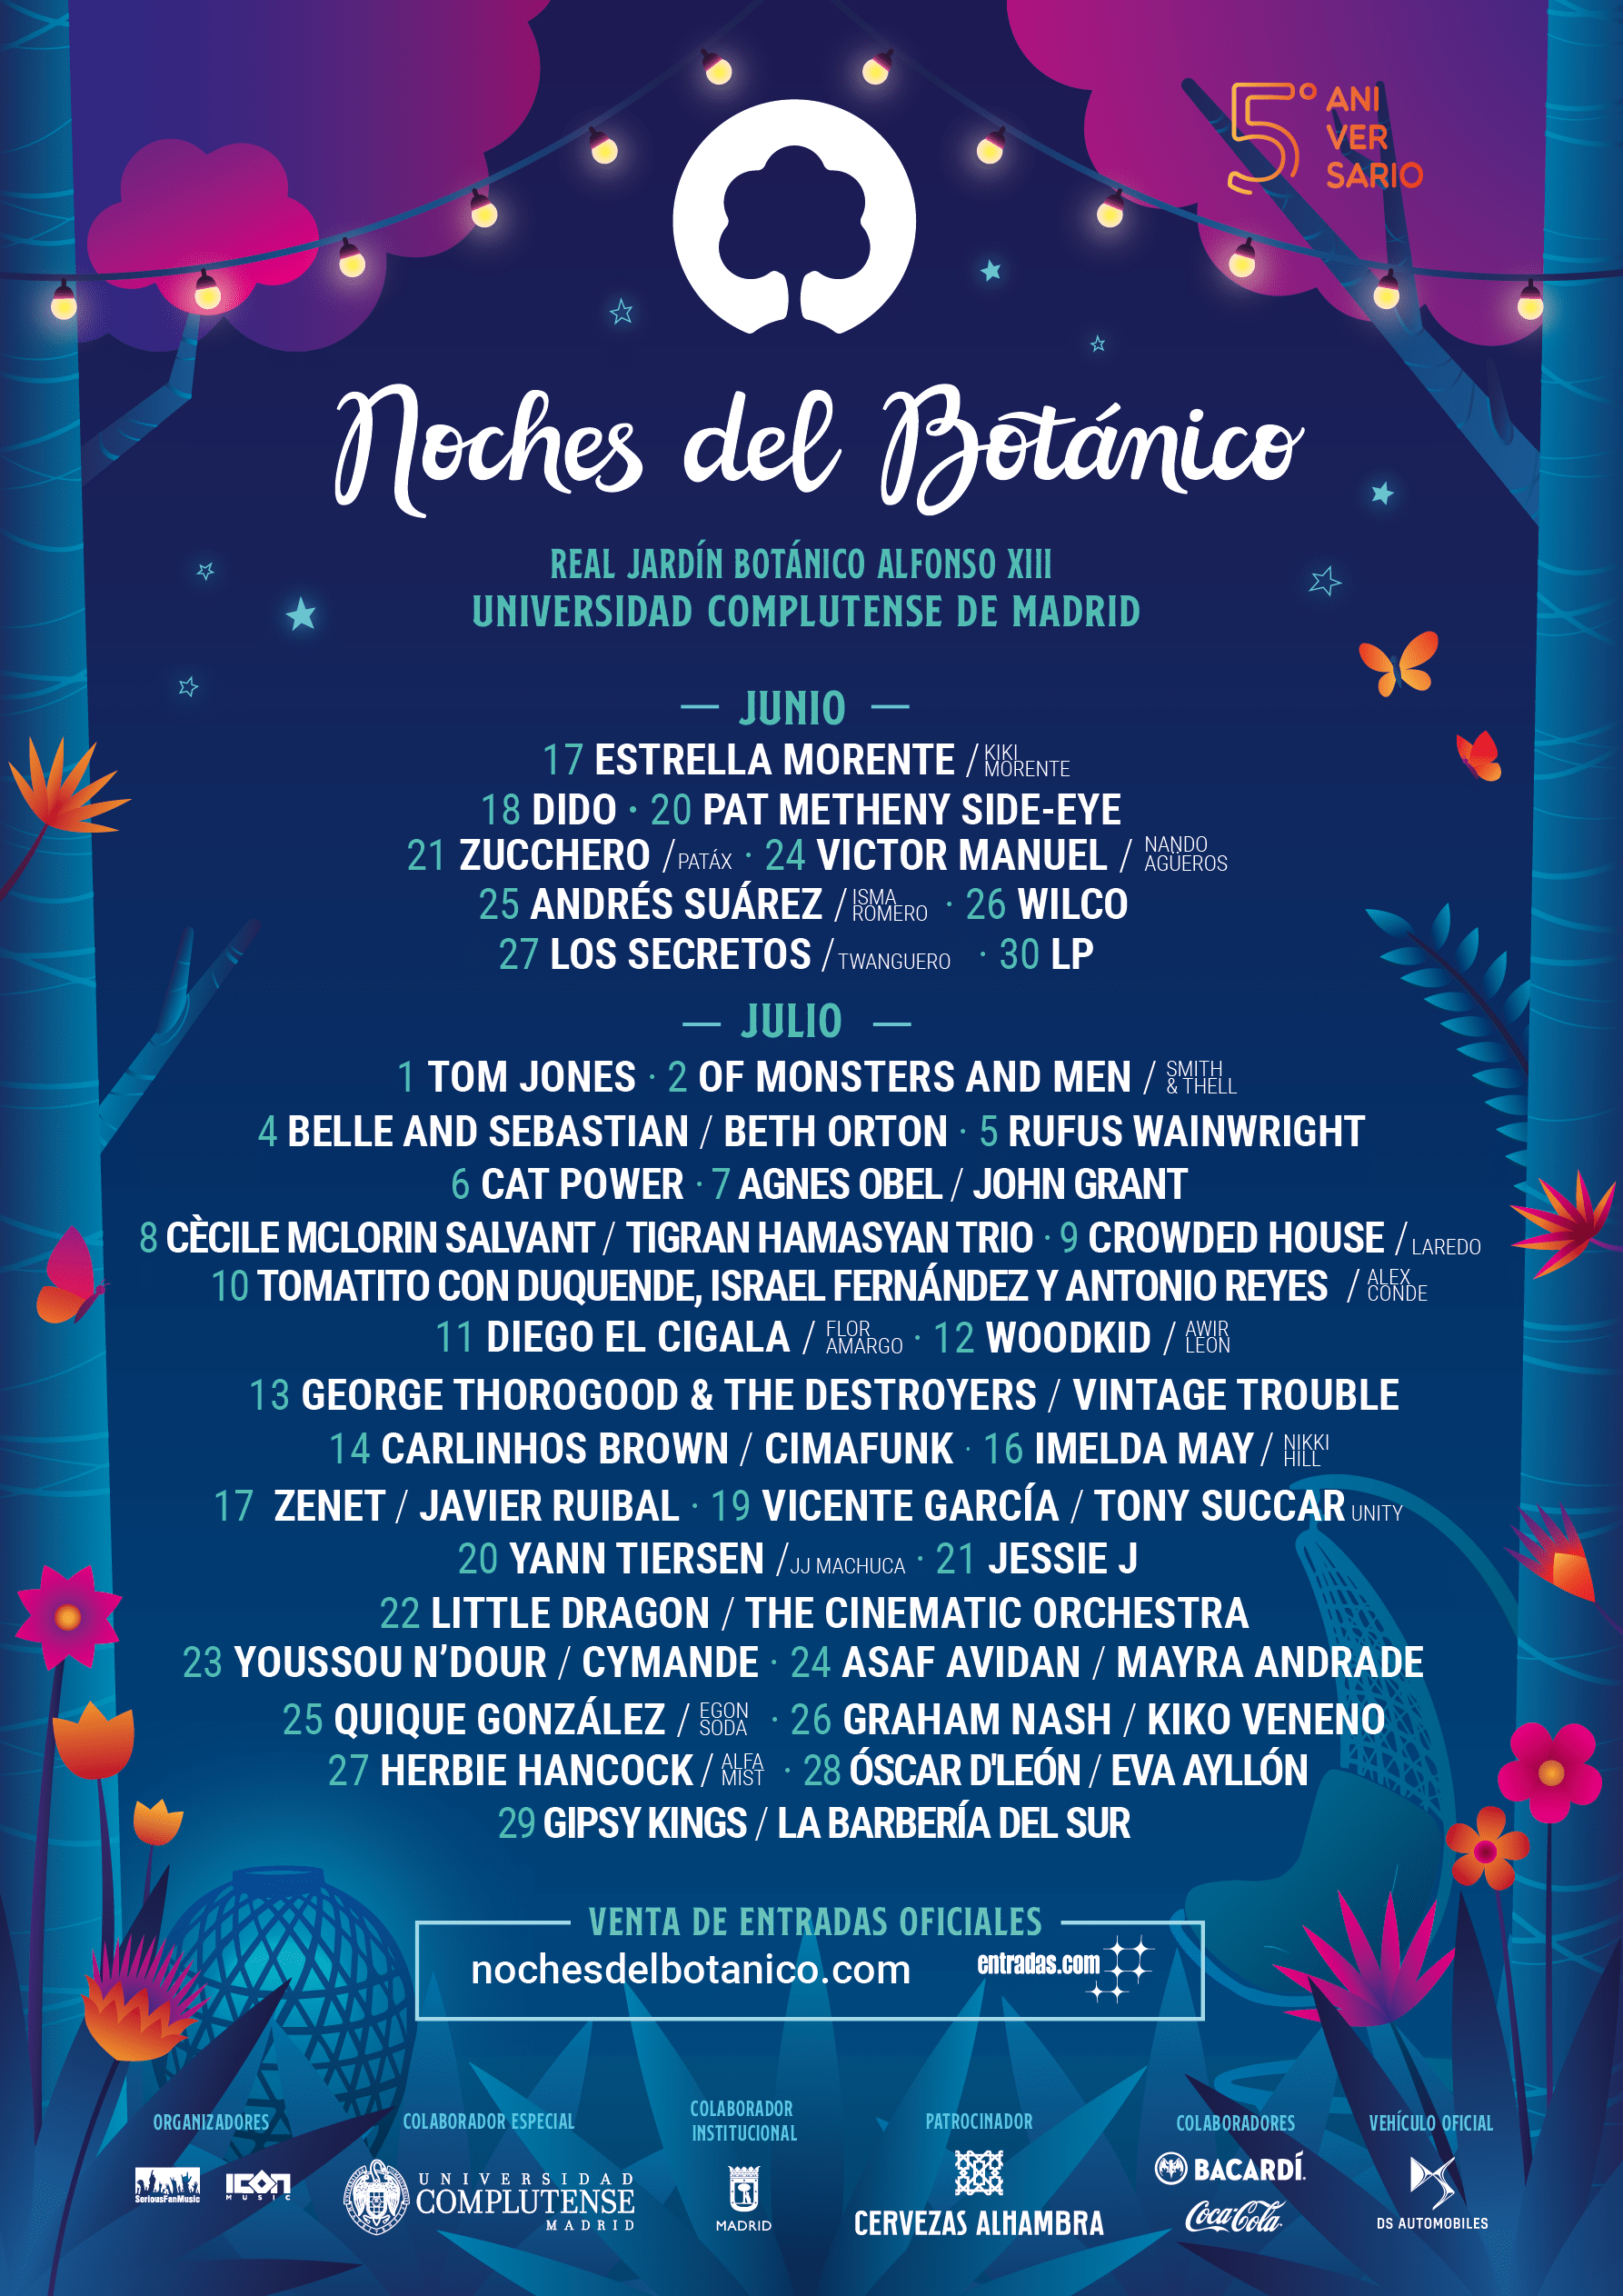 5º ANI
VER
SARIO
Noches del Botánico
REAL JARDÍN BOTÁNICO ALFONSO XIII
UNIVERSIDAD COMPLUTENSE DE MADRID
— JUNIO —
17 ESTRELLA MORENTE / KIKI MORENTE
18 DIDO · 20 PAT METHENY SIDE-EYE
21 ZUCCHERO / PATÁX · 24 VICTOR MANUEL / NANDO AGÜEROS
25 ANDRÉS SUÁREZ / ISMA ROMERO · 26 WILCO
27 LOS SECRETOS / TWANGUERO · 30 LP
— JULIO —
1 TOM JONES · 2 OF MONSTERS AND MEN / SMITH & THELL
4 BELLE AND SEBASTIAN / BETH ORTON · 5 RUFUS WAINWRIGHT
6 CAT POWER · 7 AGNES OBEL / JOHN GRANT
8 CÈCILE MCLORIN SALVANT / TIGRAN HAMASYAN TRIO · 9 CROWDED HOUSE / LAREDO
10 TOMATITO CON DUQUENDE, ISRAEL FERNÁNDEZ Y ANTONIO REYES / ALEX CONDE
11 DIEGO EL CIGALA / FLOR AMARGO · 12 WOODKID / AWIR LEON
13 GEORGE THOROGOOD & THE DESTROYERS / VINTAGE TROUBLE
14 CARLINHOS BROWN / CIMAFUNK · 16 IMELDA MAY / NIKKI HILL
17 ZENET / JAVIER RUIBAL · 19 VICENTE GARCÍA / TONY SUCCAR UNITY
20 YANN TIERSEN / JJ MACHUCA · 21 JESSIE J
22 LITTLE DRAGON / THE CINEMATIC ORCHESTRA
23 YOUSSOU N'DOUR / CYMANDE · 24 ASAF AVIDAN / MAYRA ANDRADE
25 QUIQUE GONZÁLEZ / EGON SODA · 26 GRAHAM NASH / KIKO VENENO
27 HERBIE HANCOCK / ALFA MIST · 28 ÓSCAR D'LEÓN / EVA AYLLÓN
29 GIPSY KINGS / LA BARBERÍA DEL SUR
VENTA DE ENTRADAS OFICIALES
nochesdelbotanico.com entradas.com
ORGANIZADORES
SeriousFanMusic
ICON MUSIC
COLABORADOR ESPECIAL
UNIVERSIDAD
COMPLUTENSE
MADRID
COLABORADOR
INSTITUCIONAL
MADRID
PATROCINADOR
CERVEZAS ALHAMBRA
COLABORADORES
BACARDÍ.
Coca-Cola
VEHÍCULO OFICIAL
DS AUTOMOBILES